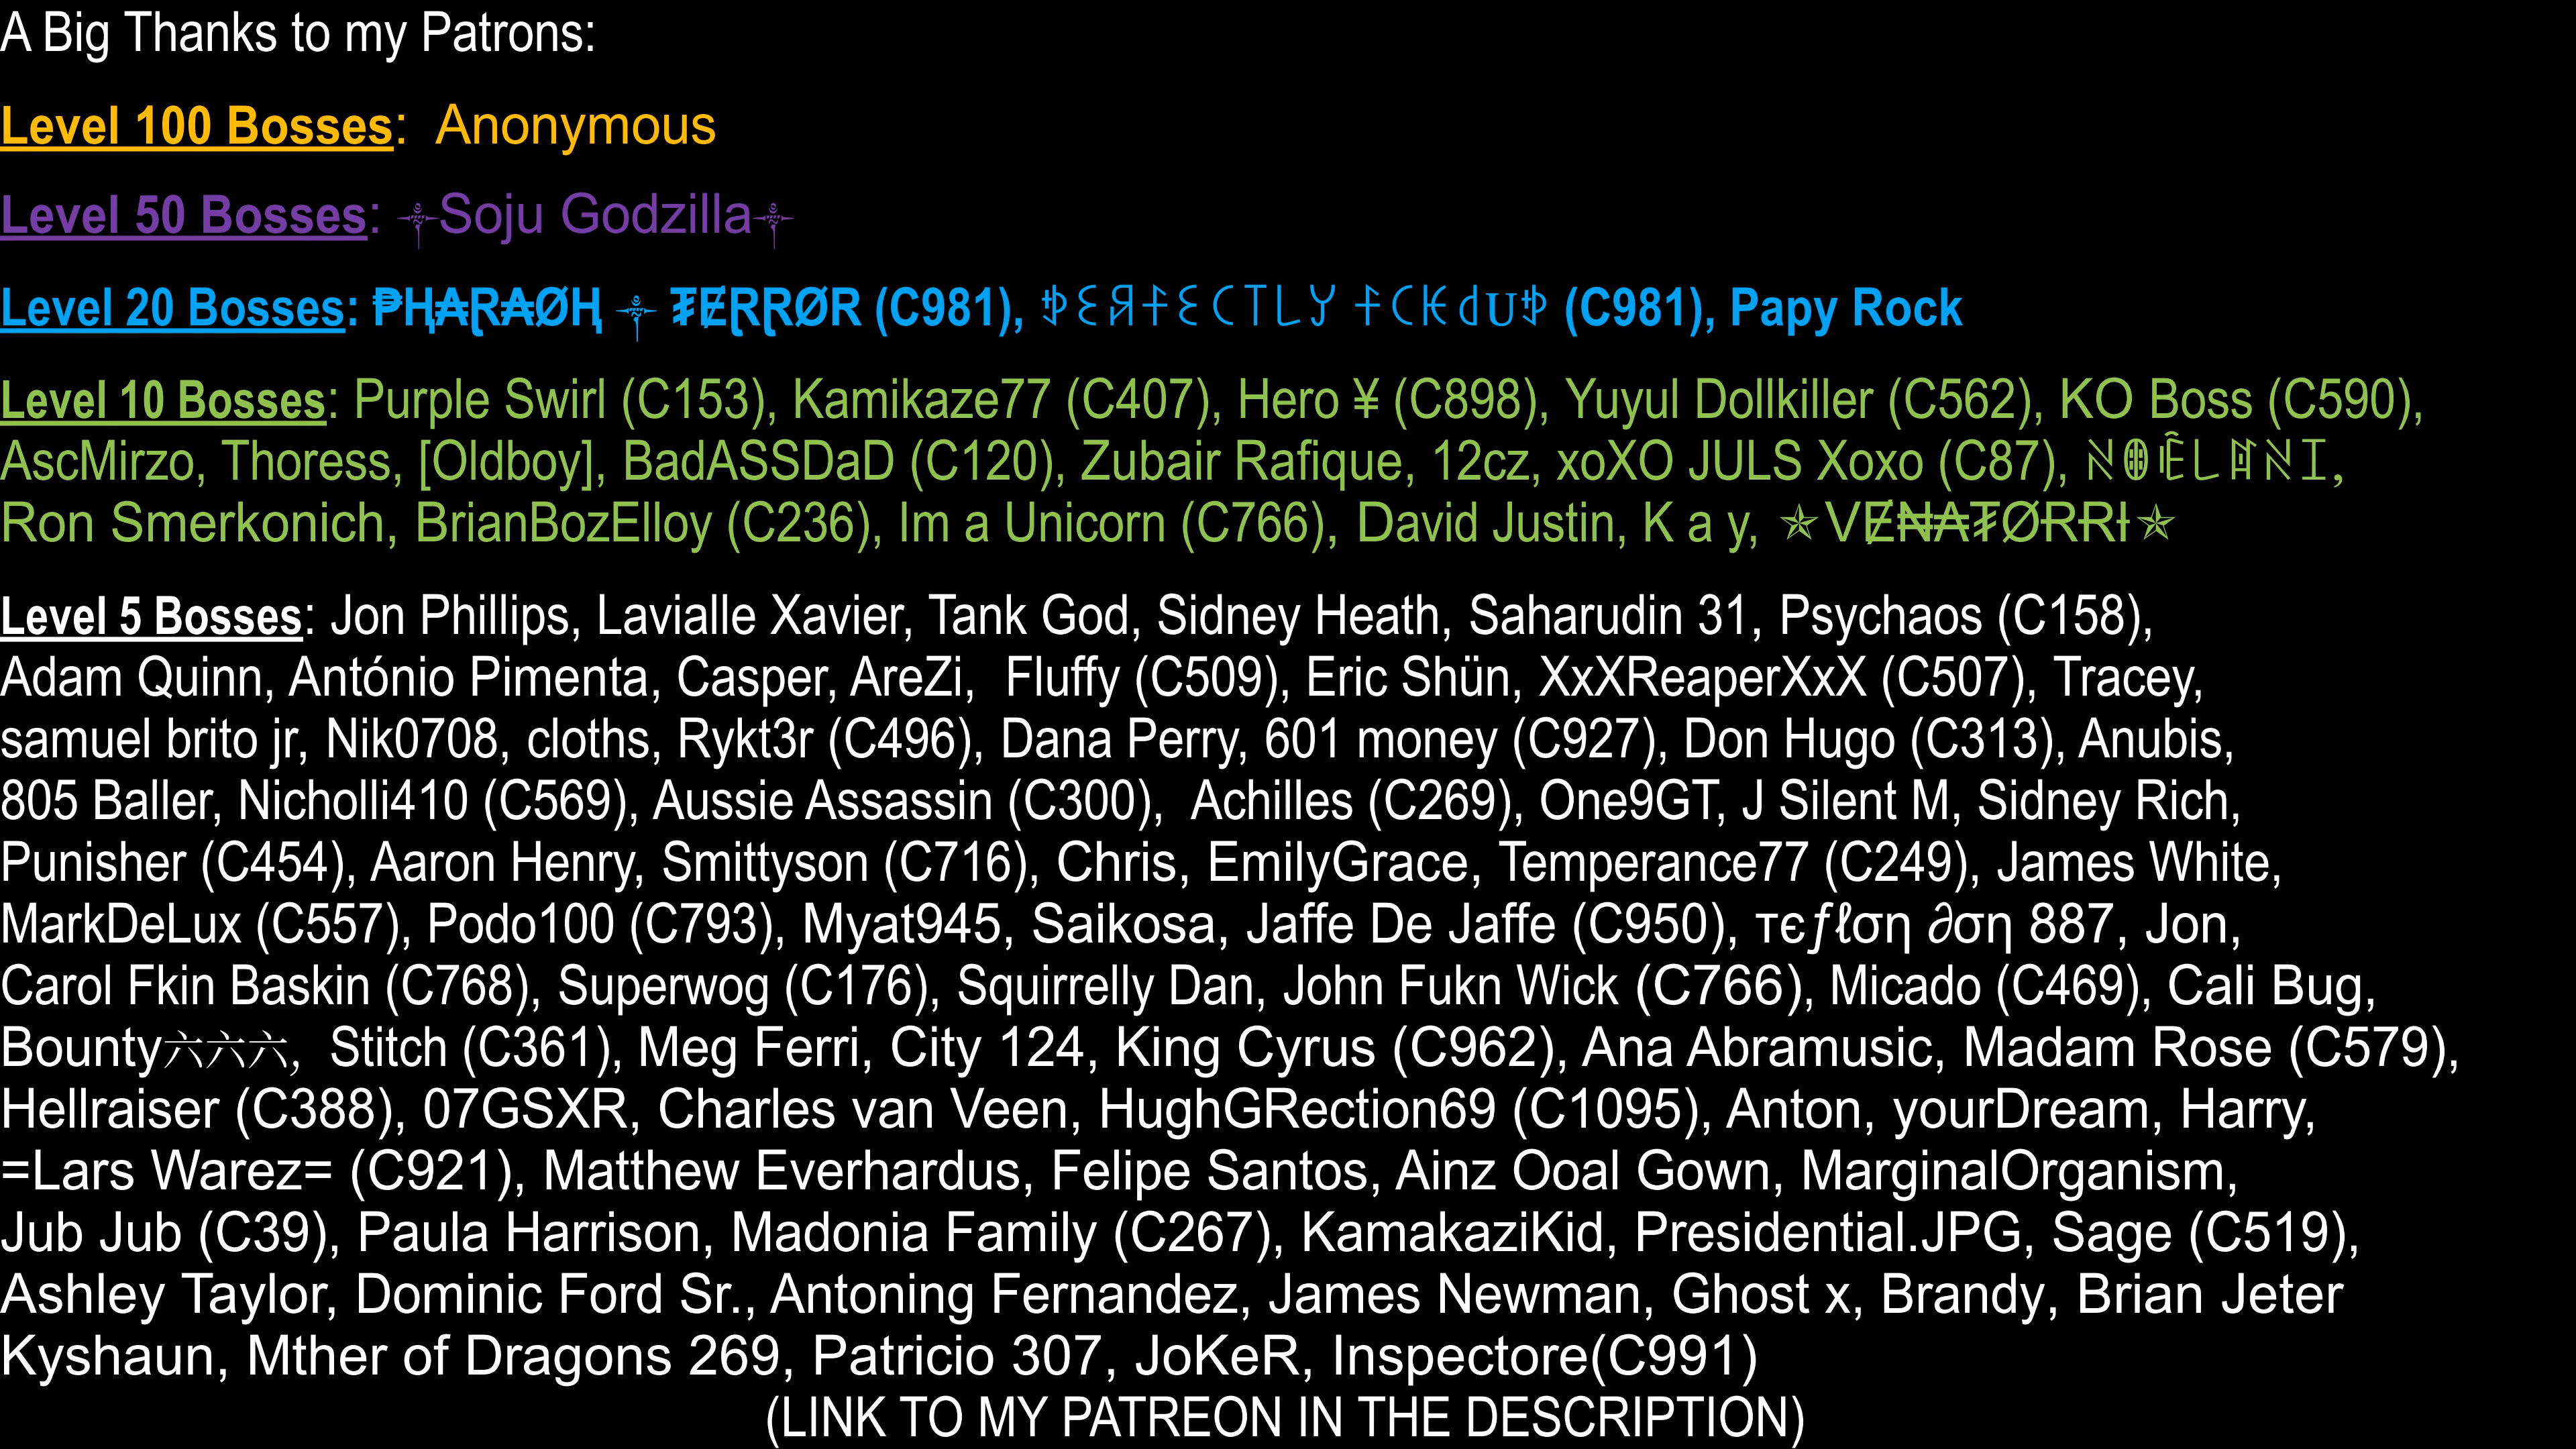 A Big Thanks to my Patrons:
Level 100 Bosses:  Anonymous
Level 50 Bosses: ༒Soju Godzilla༒
Level 20 Bosses: ₱Ⱨ₳Ɽ₳ØⱧ ༒ ₮ɆⱤⱤØR (C981), (C981), Papy Rock
Level 10 Bosses: Purple Swirl (C153), Kamikaze77 (C407), Hero ¥ (C898), Yuyul Dollkiller (C562), KO Boss (C590),
AscMirzo, Thoress, [Oldboy], BadASSDaD (C120), Zubair Rafique, 12cz, xoXO JULS Xoxo (C87),
Ron Smerkonich, BrianBozElloy (C236), Im a Unicorn (C766), David Justin, K a y, ✯VɆ₦₳₮ØRRł✯
Level 5 Bosses: Jon Phillips, Lavialle Xavier, Tank God, Sidney Heath, Saharudin 31, Psychaos (C158),
Adam Quinn, António Pimenta, Casper, AreZi,  Fluffy (C509), Eric Shün, XxXReaperXxX (C507), Tracey,
samuel brito jr, Nik0708, cloths, Rykt3r (C496), Dana Perry, 601 money (C927), Don Hugo (C313), Anubis,
805 Baller, Nicholli410 (C569), Aussie Assassin (C300),  Achilles (C269), One9GT, J Silent M, Sidney Rich,
Punisher (C454), Aaron Henry, Smittyson (C716), Chris, EmilyGrace, Temperance77 (C249), James White,
MarkDeLux (C557), Podo100 (C793), Myat945, Saikosa, Jaffe De Jaffe (C950), тєƒℓση ∂ση 887, Jon,
Carol Fkin Baskin (C768), Superwog (C176), Squirrelly Dan, John Fukn Wick (C766), Micado (C469), Cali Bug,
Bounty六六六,  Stitch (C361), Meg Ferri, City 124, King Cyrus (C962), Ana Abramusic, Madam Rose (C579),
Hellraiser (C388), 07GSXR, Charles van Veen, HughGRection69 (C1095), Anton, yourDream, Harry,
=Lars Warez= (C921), Matthew Everhardus, Felipe Santos, Ainz Ooal Gown, MarginalOrganism,
Jub Jub (C39), Paula Harrison, Madonia Family (C267), KamakaziKid, Presidential.JPG, Sage (C519),
Ashley Taylor, Dominic Ford Sr., Antoning Fernandez, James Newman, Ghost x, Brandy, Brian Jeter
Kyshaun, Mther of Dragons 269, Patricio 307, JoKeR, Inspectore(C991)
(LINK TO MY PATREON IN THE DESCRIPTION)